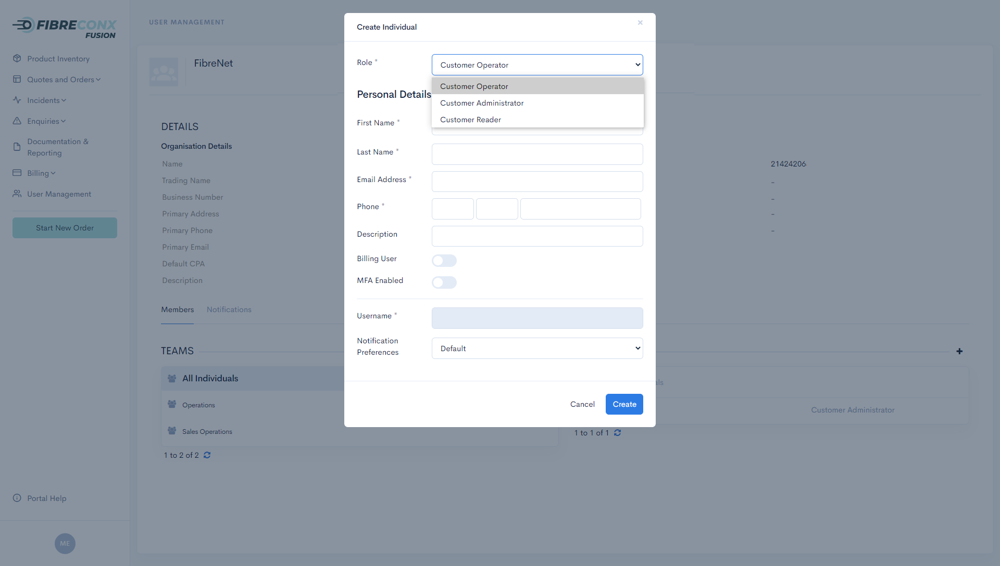 FIBRECONX
FUSION
Product Inventory
Quotes and Orders
Incidents
Enquiries
Documentation &
Reporting
Billing
User Management
Start New Order
Portal Help
ME
USER MANAGEMENT
FibreNet
DETAILS
Organisation Details
Name
Trading Name
Business Number
Primary Address
Primary Phone
Primary Email
Default CPA
Description
214242064
-
-
-
-
Members
Notifications
TEAMS
All Individuals
Operations
Sales Operations
1 to 2 of 2
Customer Administrator
1 to 1 of 1
Create Individual
×
Role *
Customer Operator
Customer Operator
Customer Administrator
Customer Reader
Personal Details
First Name *
Last Name *
Email Address *
Phone *
Description
Billing User
MFA Enabled
Username *
Notification
Preferences
Default
Cancel
Create